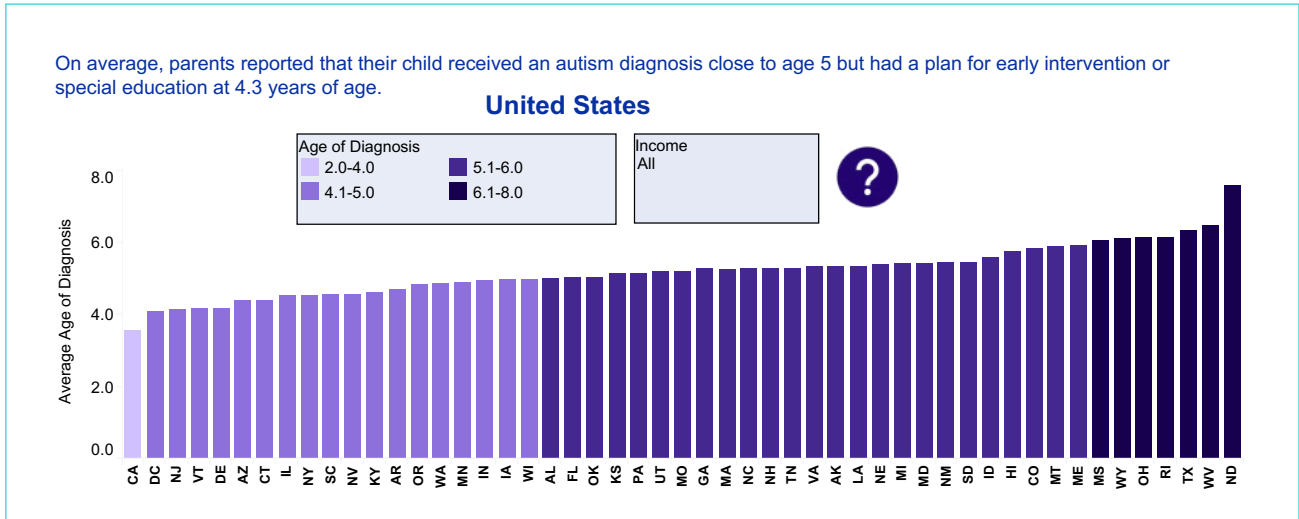 On average, parents reported that their child received an autism diagnosis close to age 5 but had a plan for early intervention or
special education at 4.3 years of age.
United States
Age of Diagnosis
2.0-4.0
5.1-6.0
4.1-5.0
6.1-8.0
Income
All
?
Average Age of Diagnosis
8.0
6.0
4.0
2.0
0.0
CA DC NJ VT DE AZ CT IL NY SC NV KY AR OR WA MN IN IA WI AL FL OK KS PA UT MO GA MA NC NH TN VA AK LA NE MI MD NM SD ID HI CO MT ME MS WY OH RI TX WV ND